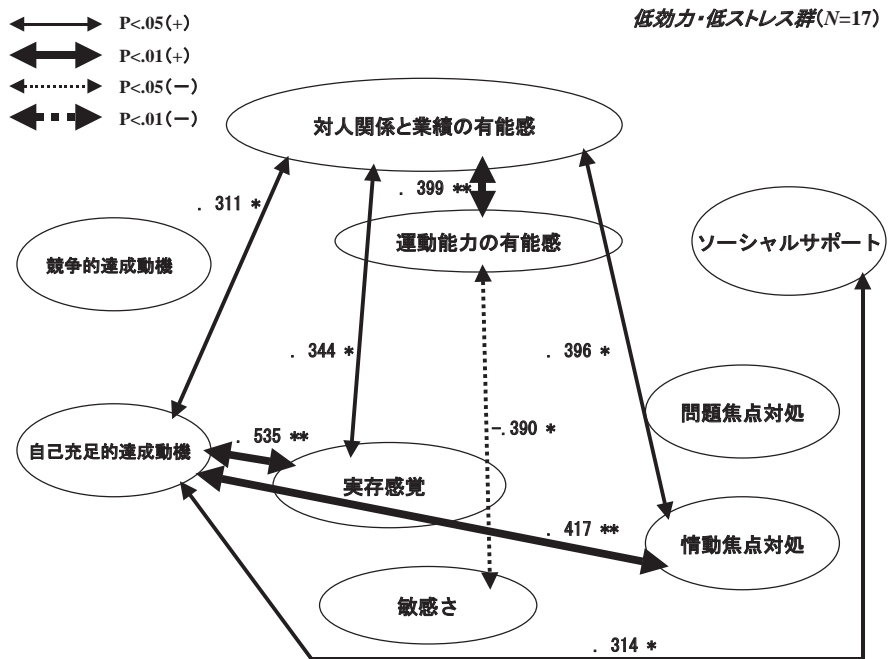 低効力・低ストレス群(N=17)
P<.05(+)
P<.01(+)
P<.05(−)
P<.01(−)
対人関係と業績の有能感
. 311 *
. 399 **
運動能力の有能感
ソーシャルサポート
競争的達成動機
. 344 *
. 396 *
-.390 *
問題焦点対処
自己充足的達成動機
. 535 **
実存感覚
. 417 **
情動焦点対処
敏感さ
. 314 *